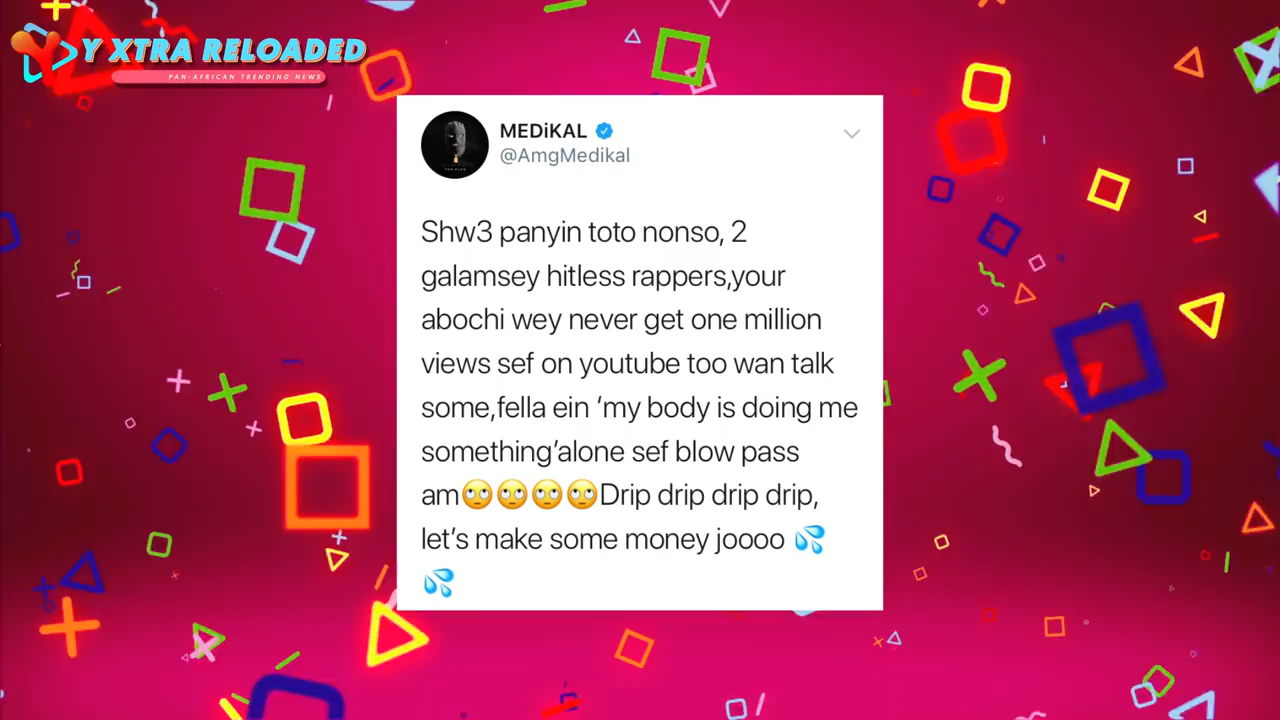 Y XTRA RELOADED
PAN-AFRICAN TRENDING NEWS
MEDiKAL
@AmgMedikal
Shw3 panyin toto nonso, 2
galamsey hitless rappers,your
abochi wey never get one million
views sef on youtube too wan talk
some,fella ein ‘my body is doing me
something’alone sef blow pass
am🙄🙄🙄🙄Drip drip drip drip,
let’s make some money joooo 💦
💦